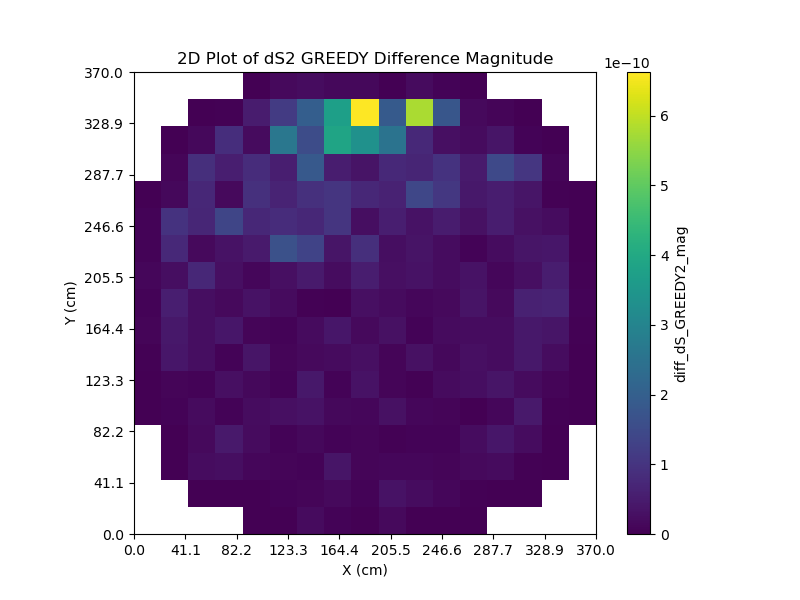 2D Plot of dS2 GREEDY Difference Magnitude
1e−10
370.0
328.9
287.7
246.6
205.5
164.4
123.3
82.2
41.1
0.0
Y (cm)
0.0 41.1 82.2 123.3 164.4 205.5 246.6 287.7 328.9 370.0
X (cm)
6
5
4
3
2
1
0
diff_dS_GREEDY2_mag